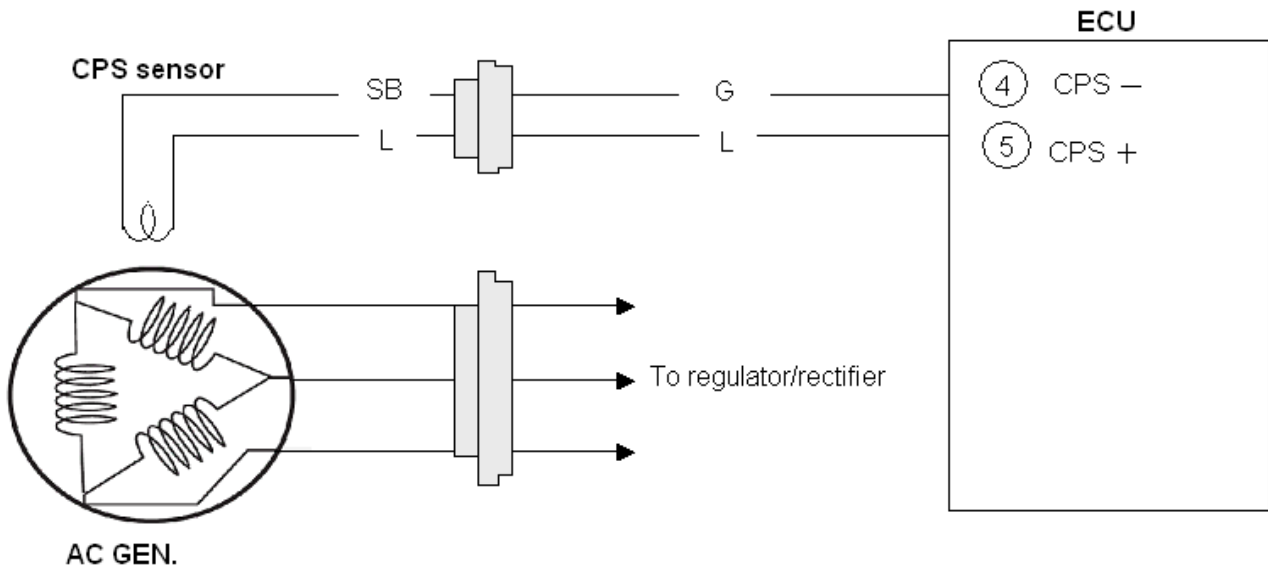 ECU
CPS sensor
SB
G
4 CPS –
L
L
5 CPS +
To regulator/rectifier
AC GEN.